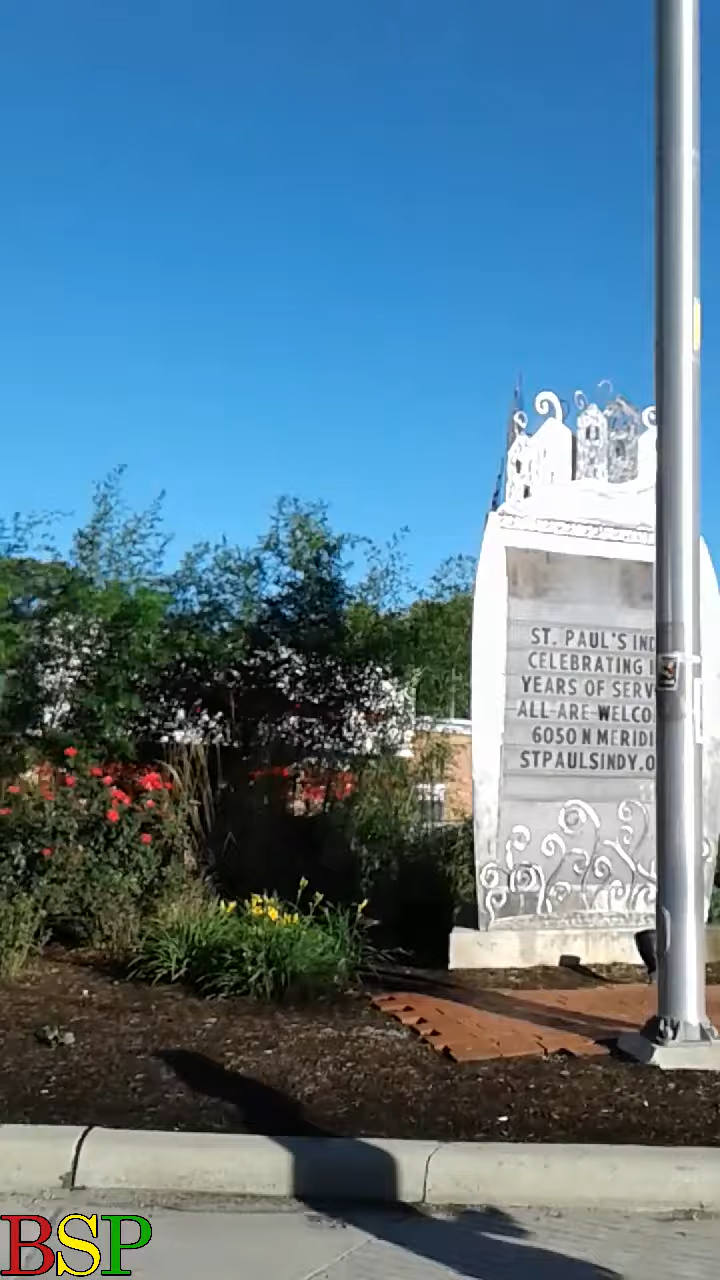 ST. PAUL'S IND
CELEBRATING
YEARS OF SERV
ALL ARE WELCO
6050 N MERIDI
STPAULSINDY.O
BSP